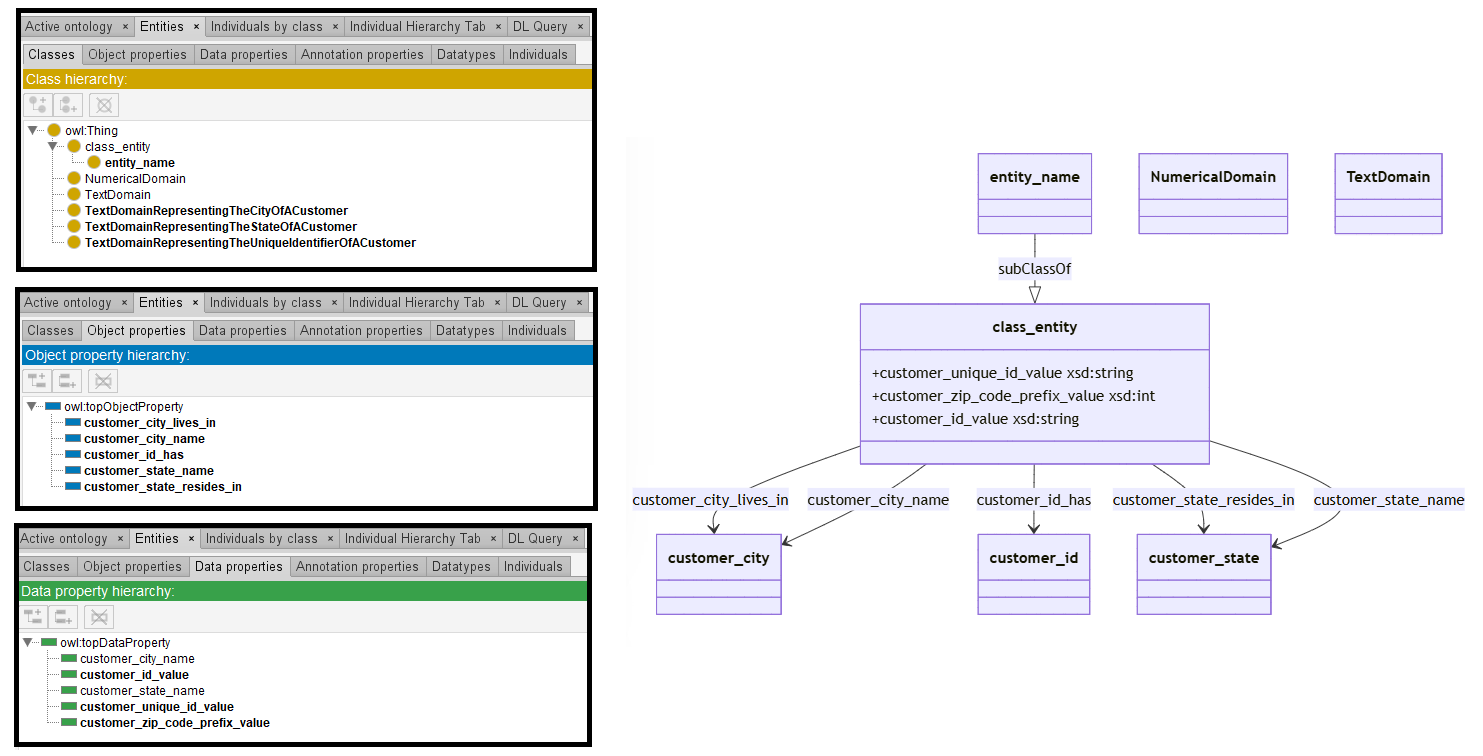 Active ontology × Entities × Individuals by class × Individual Hierarchy Tab × DL Query ×
Classes Object properties Data properties Annotation properties Datatypes Individuals
Class hierarchy:
owl:Thing
class_entity
entity_name
NumericalDomain
TextDomain
TextDomainRepresentingTheCityOfACustomer
TextDomainRepresentingTheStateOfACustomer
TextDomainRepresentingTheUniqueIdentifierOfACustomer
Active ontology × Entities × Individuals by class × Individual Hierarchy Tab × DL Query ×
Classes Object properties Data properties Annotation properties Datatypes Individuals
Object property hierarchy:
owl:topObjectProperty
customer_city_lives_in
customer_city_name
customer_id_has
customer_state_name
customer_state_resides_in
Active ontology × Entities × Individuals by class × Individual Hierarchy Tab × DL Query ×
Classes Object properties Data properties Annotation properties Datatypes Individuals
Data property hierarchy:
owl:topDataProperty
customer_city_name
customer_id_value
customer_state_name
customer_unique_id_value
customer_zip_code_prefix_value
entity_name NumericalDomain TextDomain
subClassOf
class_entity
+customer_unique_id_value xsd:string
+customer_zip_code_prefix_value xsd:int
+customer_id_value xsd:string
customer_city_lives_in customer_city_name customer_id_has customer_state_resides_in customer_state_name
customer_city customer_id customer_state